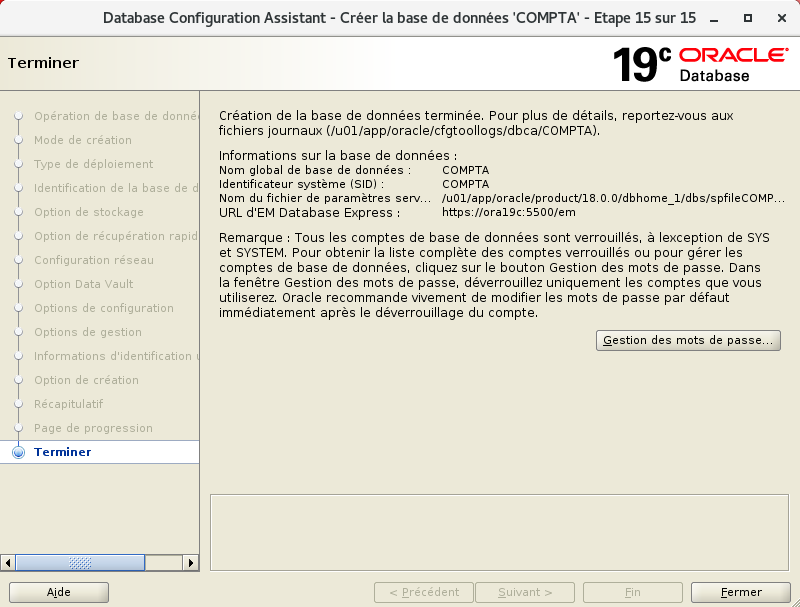 Database Configuration Assistant - Créer la base de données 'COMPTA' - Etape 15 sur 15
Terminer
19c ORACLE
Database
Opération de base de donné
Mode de création
Type de déploiement
Identification de la base de d
Option de stockage
Option de récupération rapid
Configuration réseau
Option Data Vault
Options de configuration
Options de gestion
Informations d'identification u
Option de création
Récapitulatif
Page de progression
Terminer
Création de la base de données terminée. Pour plus de détails, reportez-vous aux
fichiers journaux (/u01/app/oracle/cfgtoollogs/dbca/COMPTA).
Informations sur la base de données :
Nom global de base de données : COMPTA
Identificateur système (SID) : COMPTA
Nom du fichier de paramètres serv... /u01/app/oracle/product/18.0.0/dbhome_1/dbs/spfileCOMP...
URL d'EM Database Express : https://ora19c:5500/em
Remarque : Tous les comptes de base de données sont verrouillés, à lexception de SYS
et SYSTEM. Pour obtenir la liste complète des comptes verrouillés ou pour gérer les
comptes de base de données, cliquez sur le bouton Gestion des mots de passe. Dans
la fenêtre Gestion des mots de passe, déverrouillez uniquement les comptes que vous
utiliserez. Oracle recommande vivement de modifier les mots de passe par défaut
immédiatement après le déverrouillage du compte.
Gestion des mots de passe...
Aide
< Précédent
Suivant >
Fin
Fermer